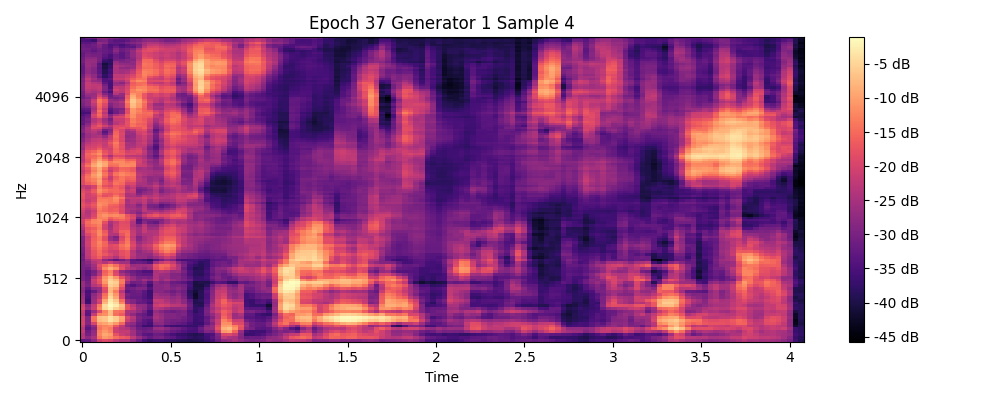 Epoch 37 Generator 1 Sample 4
Hz
4096
2048
1024
512
0
0
0.5
1
1.5
2
2.5
3
3.5
4
Time
-5 dB
-10 dB
-15 dB
-20 dB
-25 dB
-30 dB
-35 dB
-40 dB
-45 dB